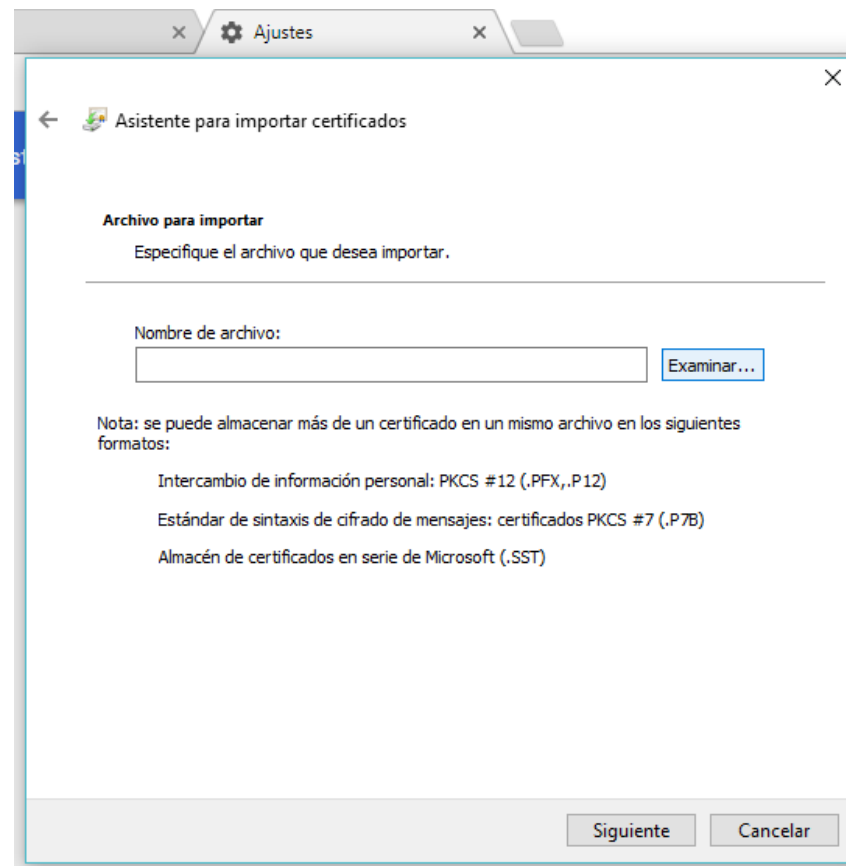 Ajustes
Asistente para importar certificados
st
Archivo para importar
Especifique el archivo que desea importar.
Nombre de archivo:
Examinar...
Nota: se puede almacenar más de un certificado en un mismo archivo en los siguientes
formatos:
Intercambio de información personal: PKCS #12 (.PFX,.P12)
Estándar de sintaxis de cifrado de mensajes: certificados PKCS #7 (.P7B)
Almacén de certificados en serie de Microsoft (.SST)
Siguiente Cancelar